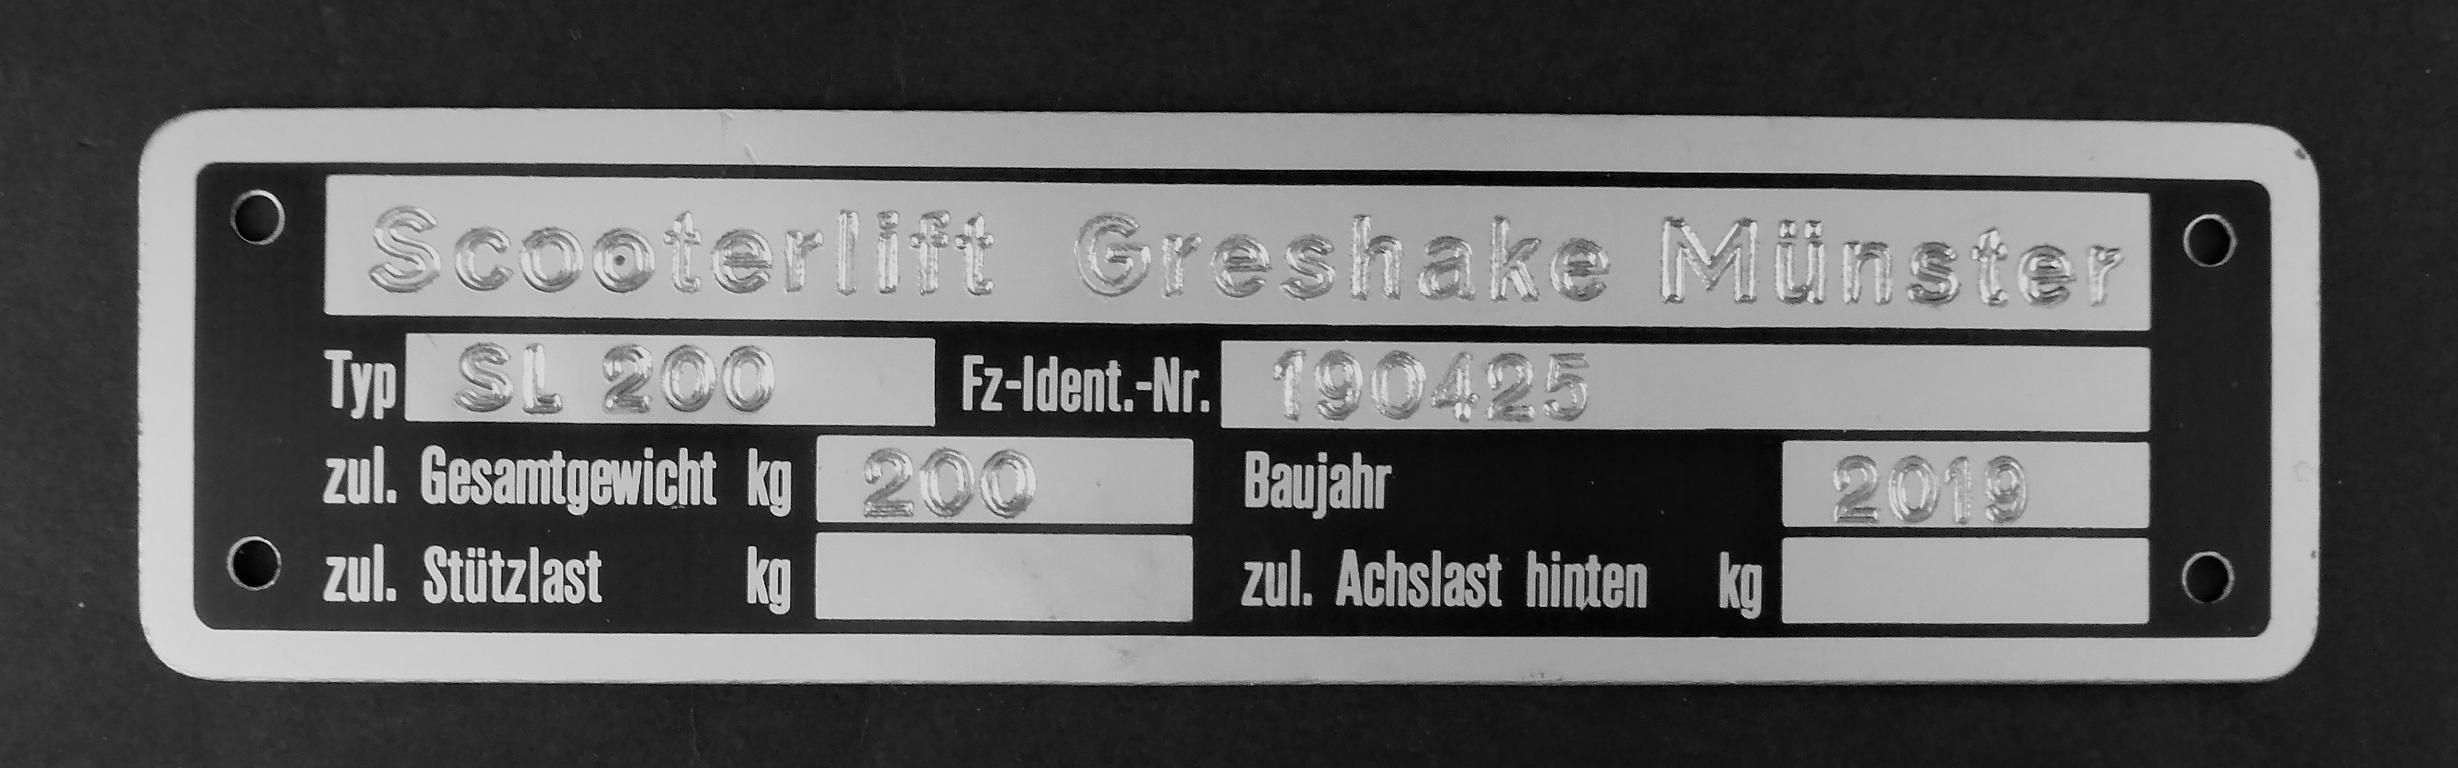 Scooterlift Greshake Münster
Typ SL 200 Fz-Ident.-Nr. 190425
zul. Gesamtgewicht kg 200 Baujahr 2019
zul. Stützlast kg zul. Achslast hinten kg